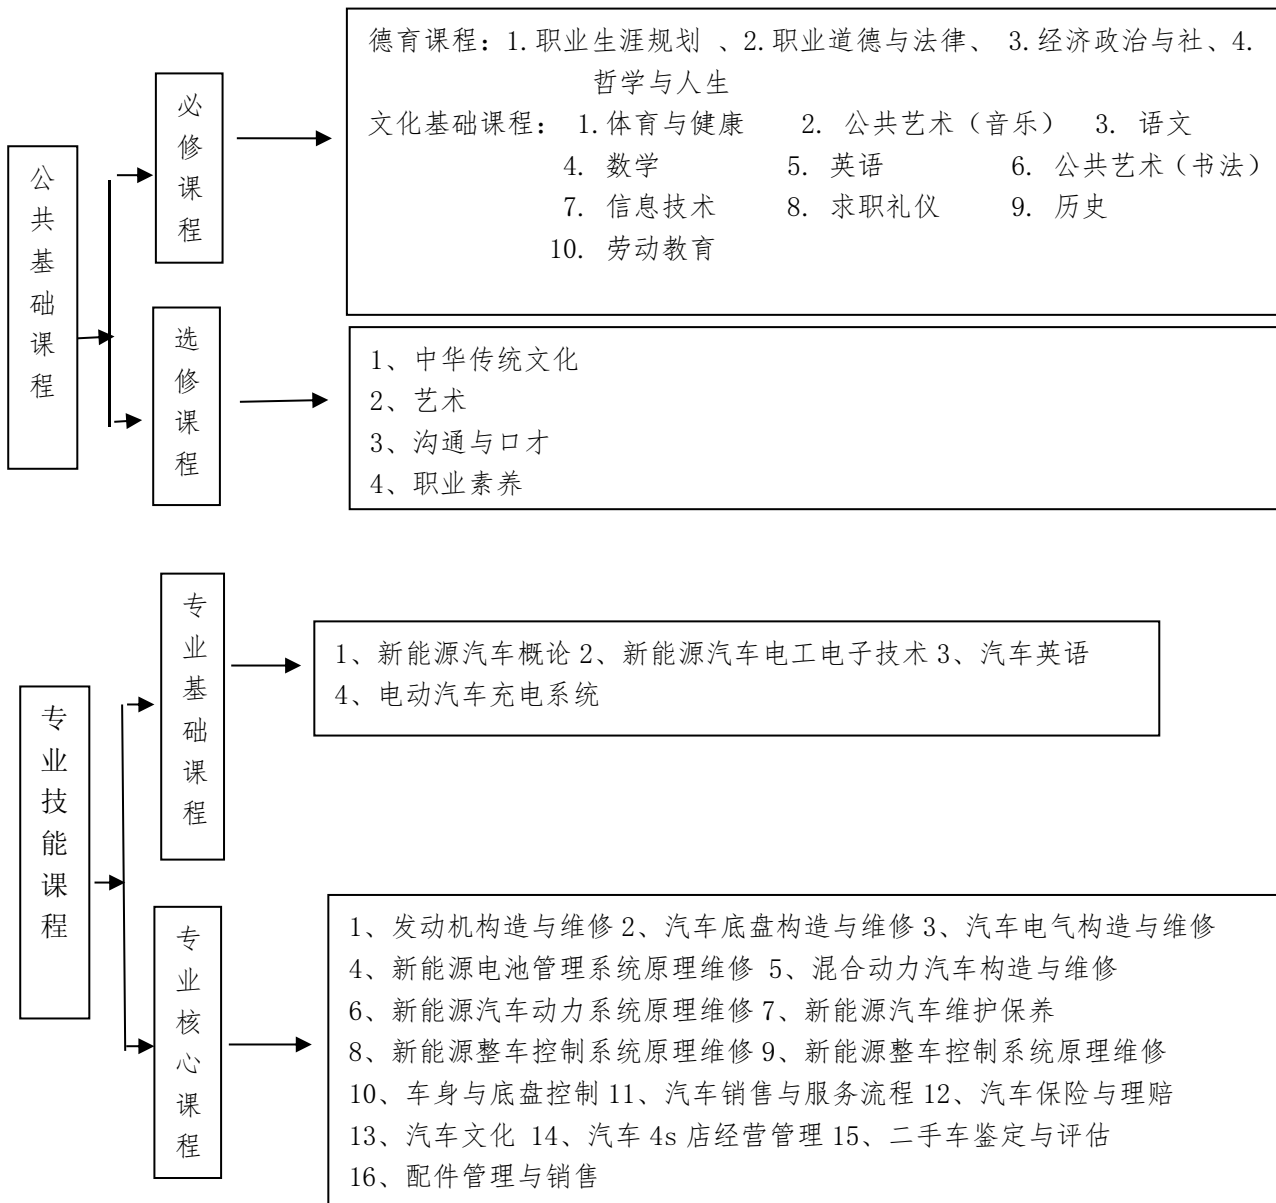 公共基础课程
必修课程
德育课程：1.职业生涯规划 、2.职业道德与法律、 3.经济政治与社、4.
哲学与人生
文化基础课程： 1.体育与健康 2. 公共艺术（音乐） 3. 语文
4. 数学 5. 英语 6. 公共艺术（书法）
7. 信息技术 8. 求职礼仪 9. 历史
10. 劳动教育
选修课程
1、中华传统文化
2、艺术
3、沟通与口才
4、职业素养
专业技能课程
专业基础课程
1、新能源汽车概论 2、新能源汽车电工电子技术 3、汽车英语
4、电动汽车充电系统
专业核心课程
1、发动机构造与维修 2、汽车底盘构造与维修 3、汽车电气构造与维修
4、新能源电池管理系统原理维修 5、混合动力汽车构造与维修
6、新能源汽车动力系统原理维修 7、新能源汽车维护保养
8、新能源整车控制系统原理维修 9、新能源整车控制系统原理维修
10、车身与底盘控制 11、汽车销售与服务流程 12、汽车保险与理赔
13、汽车文化 14、汽车 4s 店经营管理 15、二手车鉴定与评估
16、配件管理与销售